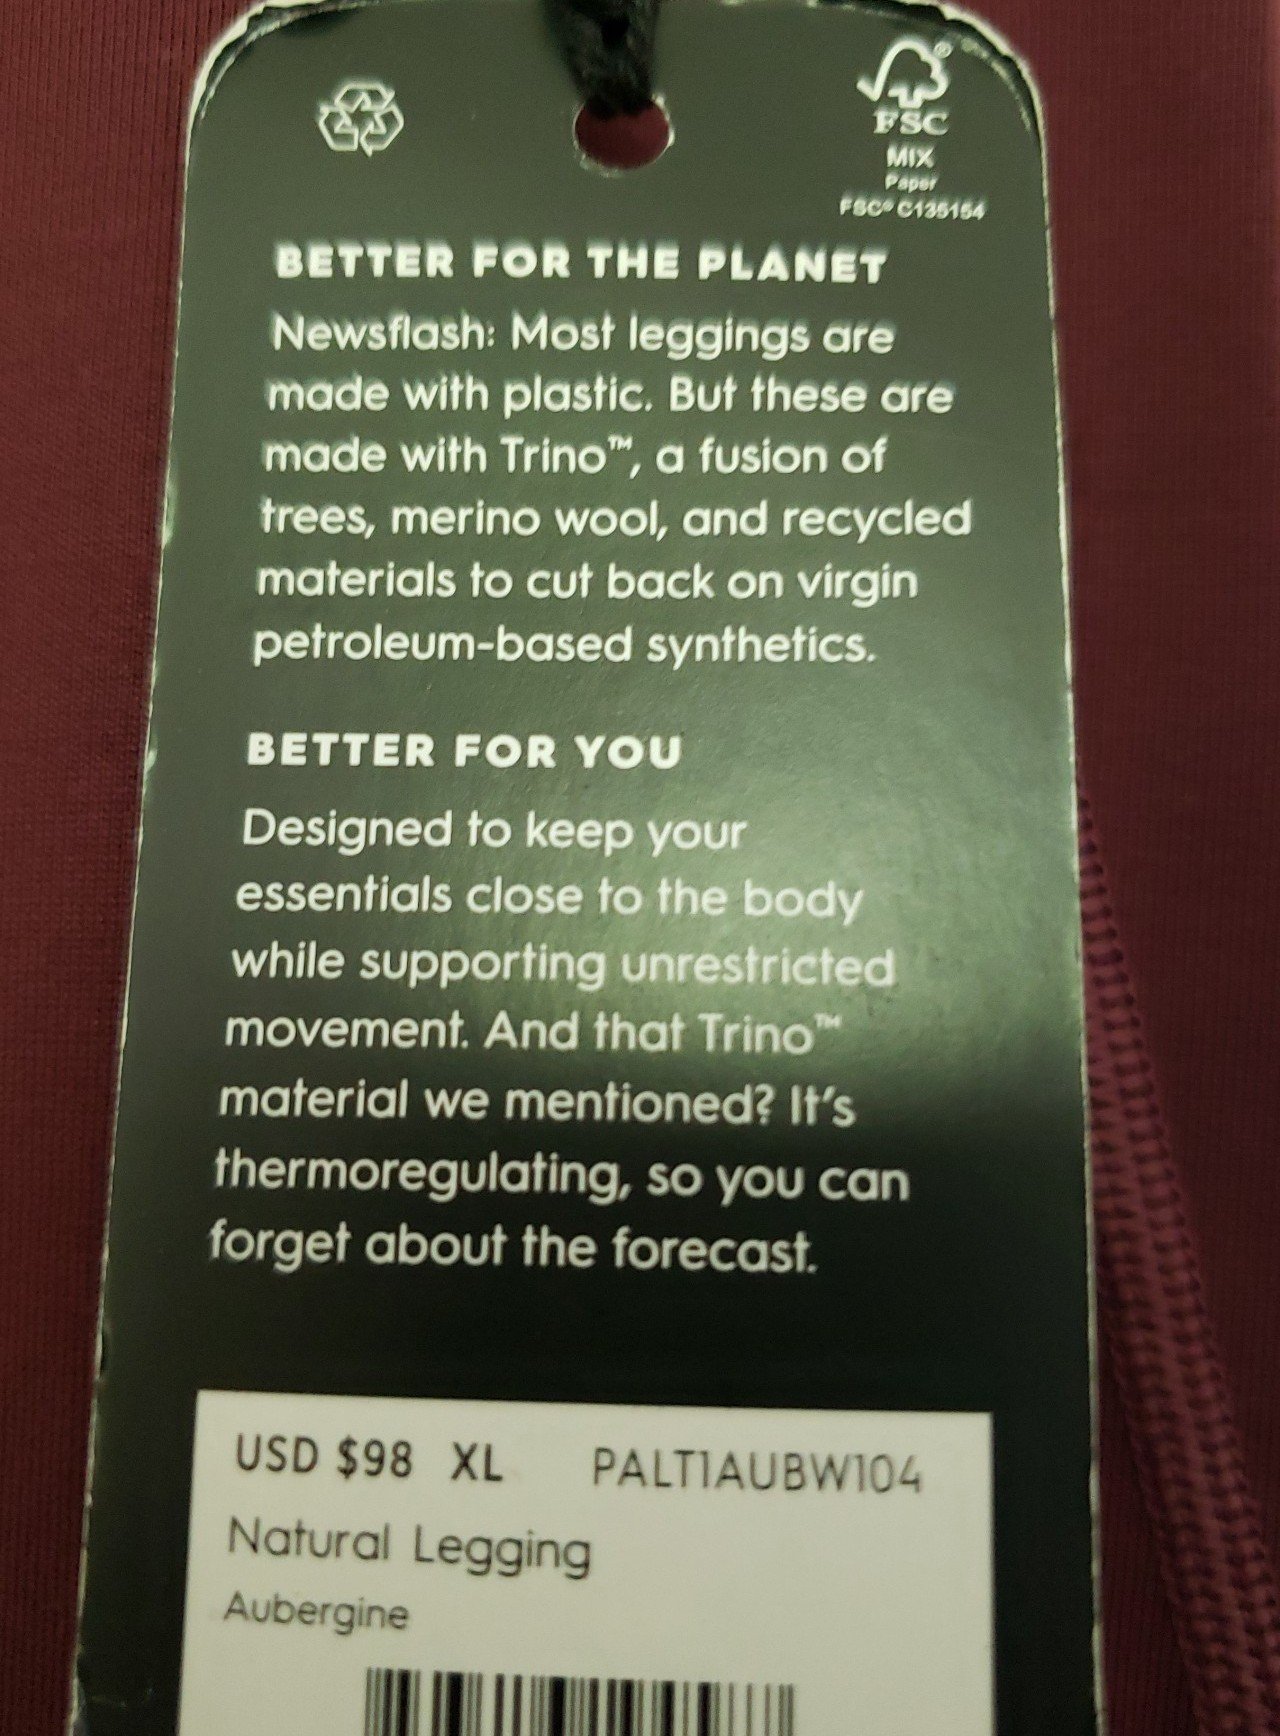 FSC®
MIX
Paper
FSC® C135154
BETTER FOR THE PLANET
Newsflash: Most leggings are
made with plastic. But these are
made with Trino™, a fusion of
trees, merino wool, and recycled
materials to cut back on virgin
petroleum-based synthetics.
BETTER FOR YOU
Designed to keep your
essentials close to the body
while supporting unrestricted
movement. And that Trino™
material we mentioned? It's
thermoregulating, so you can
forget about the forecast.
USD $98 XL PALT1AUBW104
Natural Legging
Aubergine